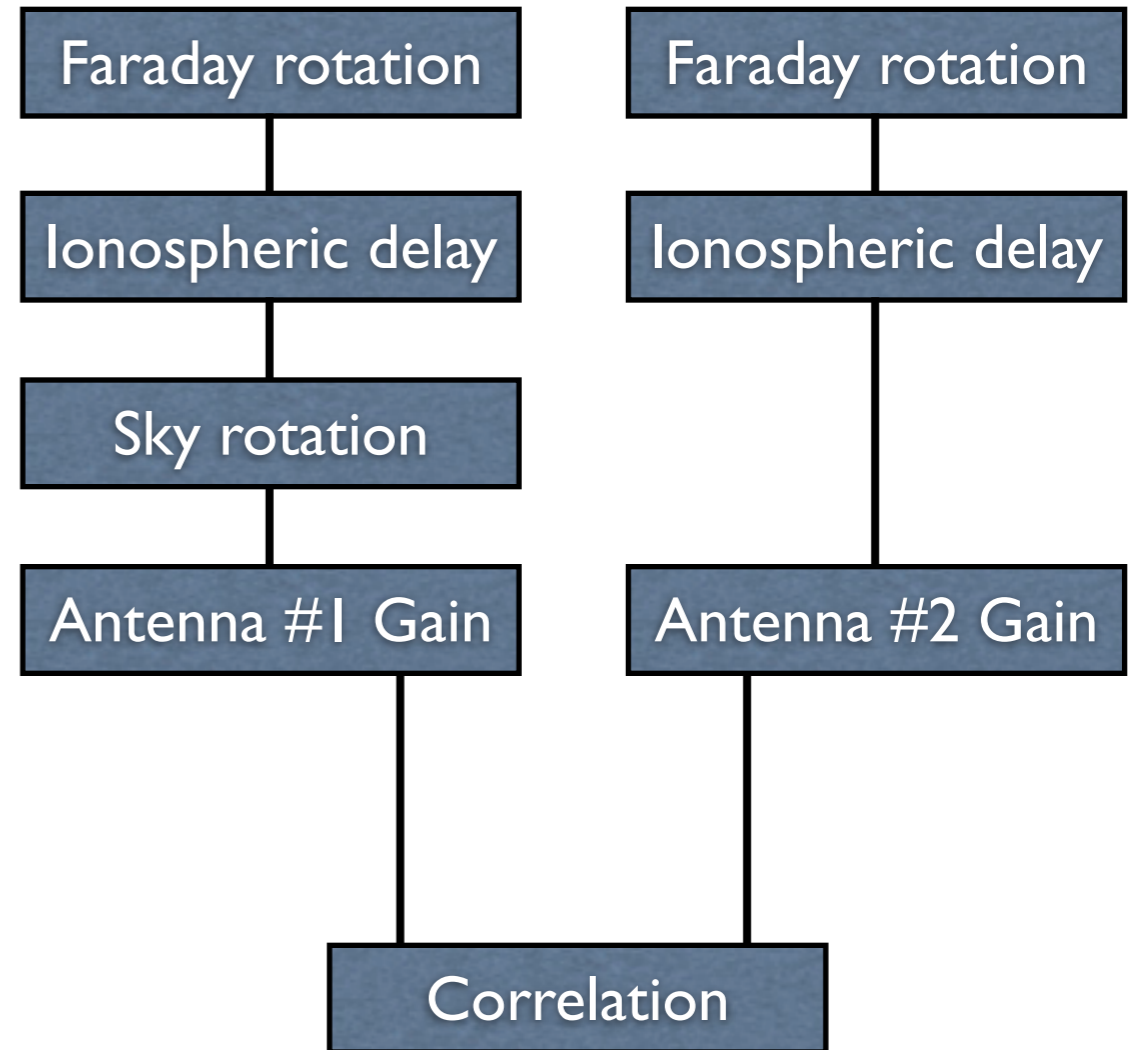 Faraday rotation
Faraday rotation
Ionospheric delay
Ionospheric delay
Sky rotation
Antenna #1 Gain
Antenna #2 Gain
Correlation